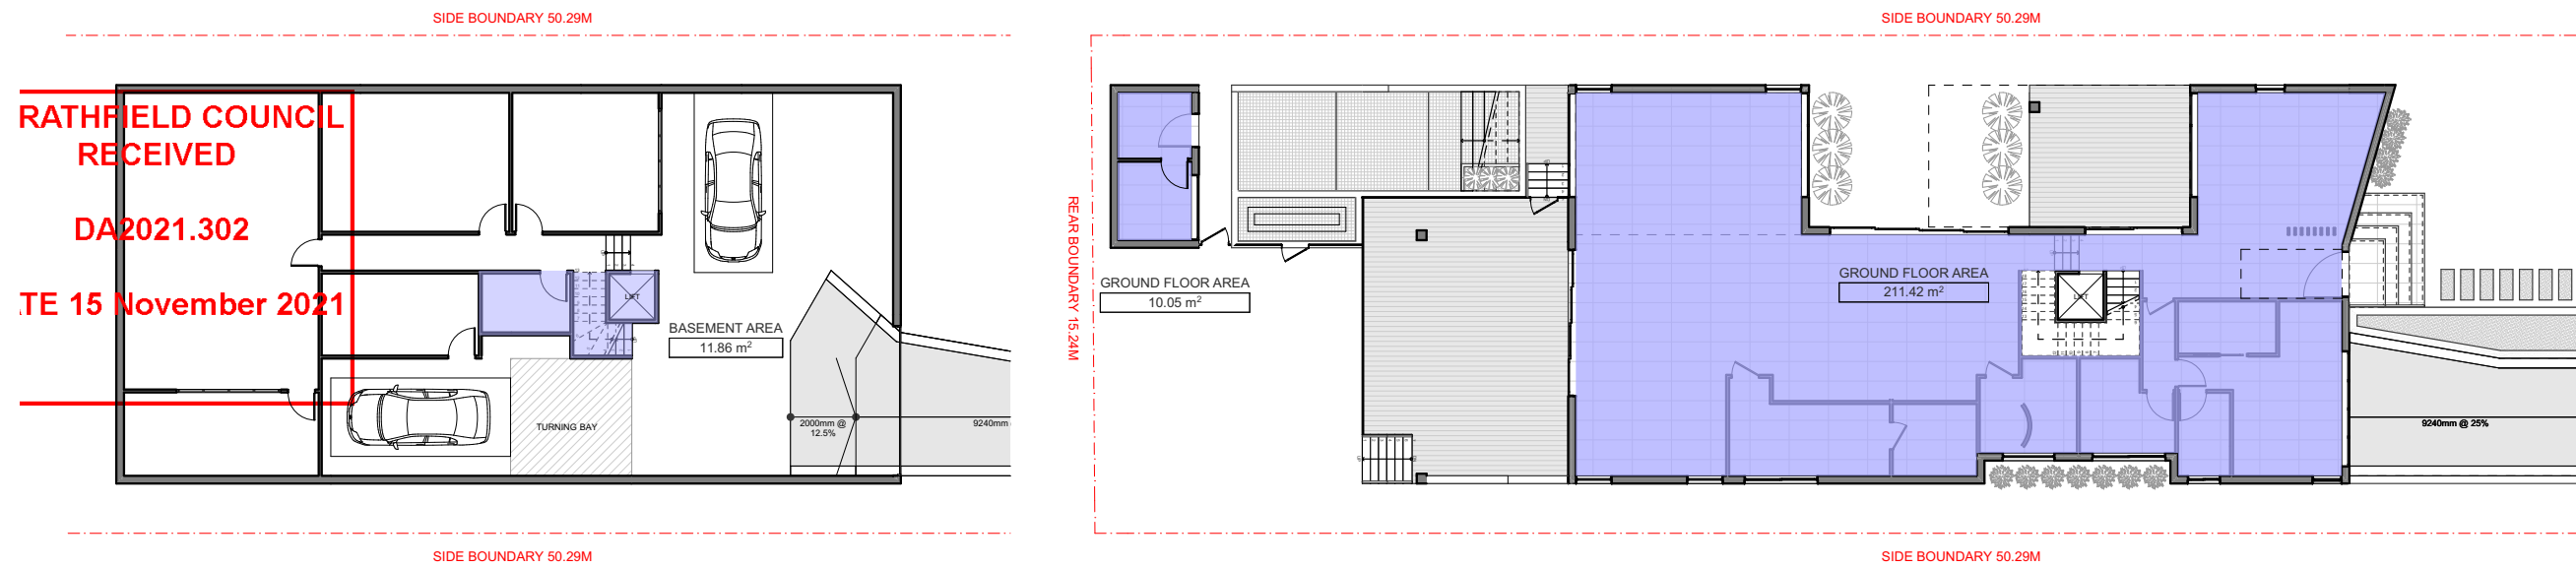 SIDE BOUNDARY 50.29M
RATHFIELD COUNCIL
RECEIVED
DA2021.302
TE 15 November 2021
LIFT
BASEMENT AREA
11.86 m²
TURNING BAY
2000mm @
12.5%
9240mm
SIDE BOUNDARY 50.29M
SIDE BOUNDARY 50.29M
REAR BOUNDARY 15.24M
GROUND FLOOR AREA
10.05 m²
GROUND FLOOR AREA
211.42 m²
LIFT
9240mm @ 25%
SIDE BOUNDARY 50.29M